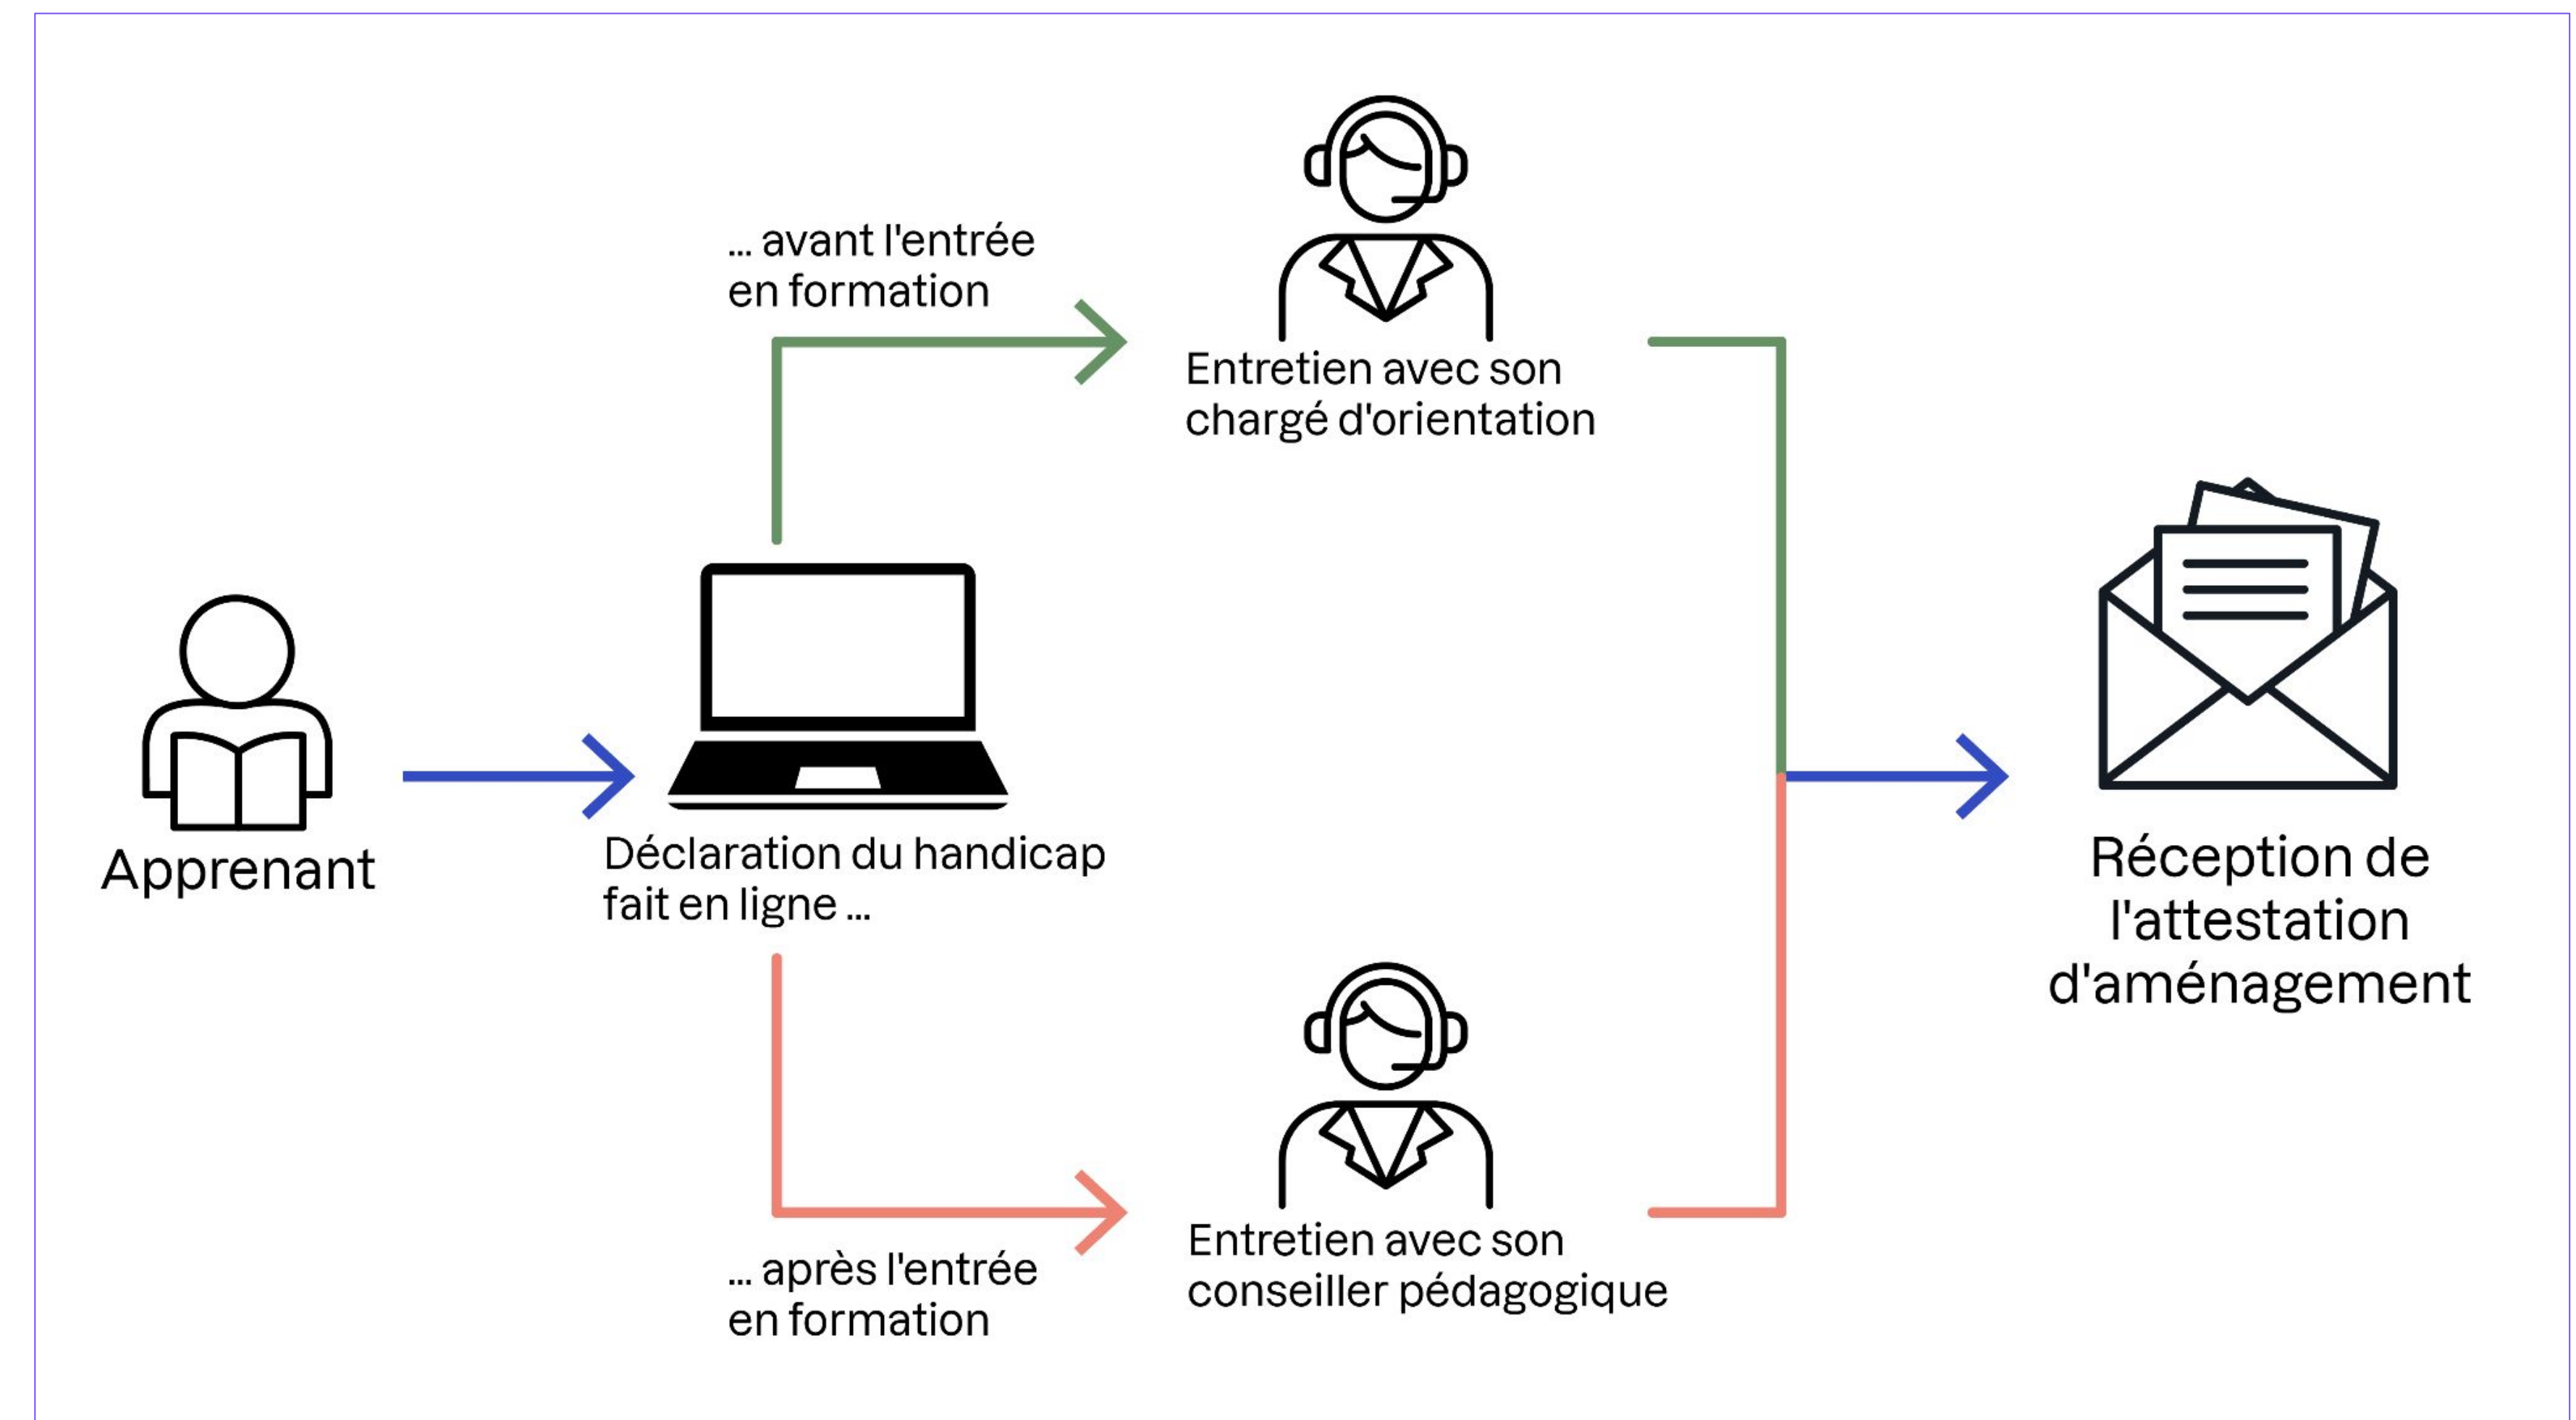 Apprenant
Déclaration du handicap
fait en ligne ...
... avant l'entrée
en formation
Entretien avec son
chargé d'orientation
... après l'entrée
en formation
Entretien avec son
conseiller pédagogique
Réception de
l'attestation
d'aménagement